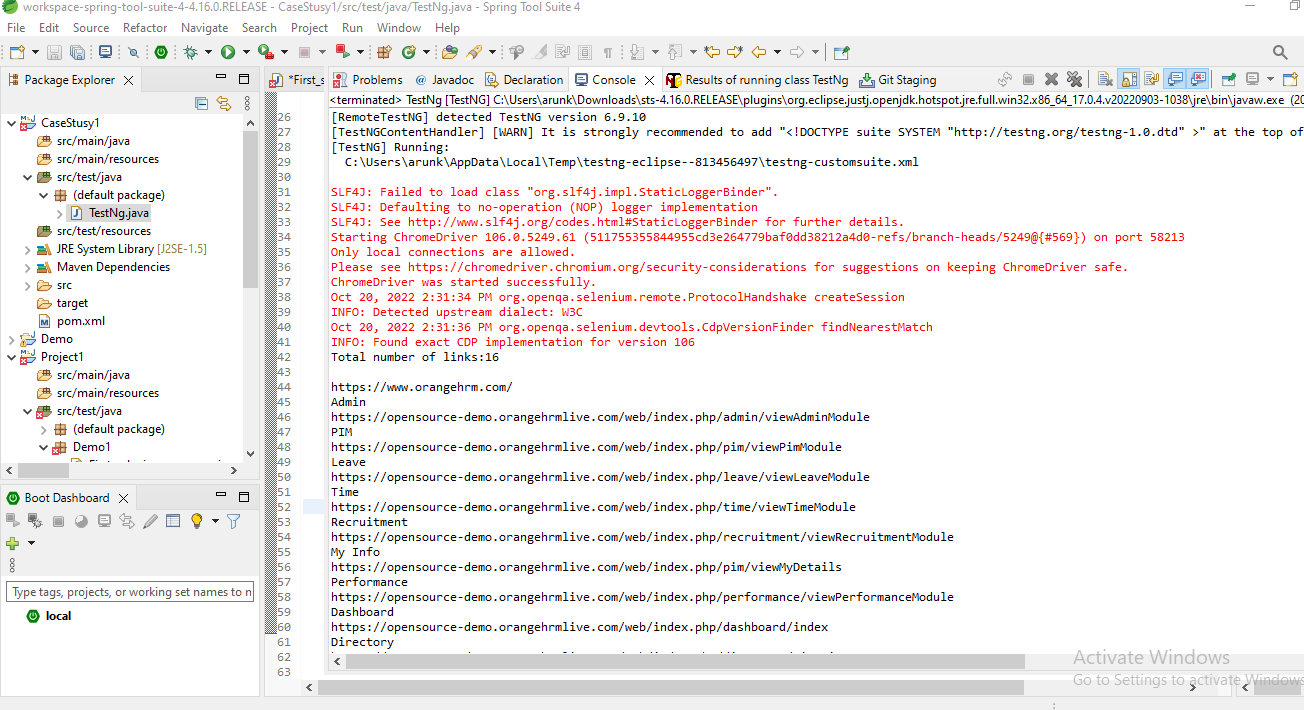 workspace-spring-tool-suite-4-4.16.0.RELEASE - CaseStusy1/src/test/java/TestNg.java - Spring Tool Suite 4
File Edit Source Refactor Navigate Search Project Run Window Help
Package Explorer
CaseStusy1
src/main/java
src/main/resources
src/test/java
(default package)
TestNg.java
src/test/resources
JRE System Library [J2SE-1.5]
Maven Dependencies
src
target
pom.xml
Demo
Project1
src/main/java
src/main/resources
src/test/java
(default package)
Demo1
Boot Dashboard
Type tags, projects, or working set names to n
local
*First_s
Problems @ Javadoc Declaration Console Results of running class TestNg Git Staging
<terminated> TestNg [TestNG] C:\Users\arunk\Downloads\sts-4.16.0.RELEASE\plugins\org.eclipse.justj.openjdk.hotspot.jre.full.win32.x86_64_17.0.4.v20220903-1038\jre\bin\javaw.exe (20
26 [RemoteTestNG] detected TestNG version 6.9.10
27 [TestNGContentHandler] [WARN] It is strongly recommended to add "<!DOCTYPE suite SYSTEM "http://testng.org/testng-1.0.dtd" >" at the top of
28 [TestNG] Running:
29 C:\Users\arunk\AppData\Local\Temp\testng-eclipse--813456497\testng-customsuite.xml
30
31 SLF4J: Failed to load class "org.slf4j.impl.StaticLoggerBinder".
32 SLF4J: Defaulting to no-operation (NOP) logger implementation
33 SLF4J: See http://www.slf4j.org/codes.html#StaticLoggerBinder for further details.
34 Starting ChromeDriver 106.0.5249.61 (511755355844955cd3e264779baf0dd38212a4d0-refs/branch-heads/5249@{#569}) on port 58213
35 Only local connections are allowed.
36 Please see https://chromedriver.chromium.org/security-considerations for suggestions on keeping ChromeDriver safe.
37 ChromeDriver was started successfully.
38 Oct 20, 2022 2:31:34 PM org.openqa.selenium.remote.ProtocolHandshake createSession
39 INFO: Detected upstream dialect: W3C
40 Oct 20, 2022 2:31:36 PM org.openqa.selenium.devtools.CdpVersionFinder findNearestMatch
41 INFO: Found exact CDP implementation for version 106
42 Total number of links:16
43
44 https://www.orangehrm.com/
45 Admin
46 https://opensource-demo.orangehrmlive.com/web/index.php/admin/viewAdminModule
47 PIM
48 https://opensource-demo.orangehrmlive.com/web/index.php/pim/viewPimModule
49 Leave
50 https://opensource-demo.orangehrmlive.com/web/index.php/leave/viewLeaveModule
51 Time
52 https://opensource-demo.orangehrmlive.com/web/index.php/time/viewTimeModule
53 Recruitment
54 https://opensource-demo.orangehrmlive.com/web/index.php/recruitment/viewRecruitmentModule
55 My Info
56 https://opensource-demo.orangehrmlive.com/web/index.php/pim/viewMyDetails
57 Performance
58 https://opensource-demo.orangehrmlive.com/web/index.php/performance/viewPerformanceModule
59 Dashboard
60 https://opensource-demo.orangehrmlive.com/web/index.php/dashboard/index
61 Directory
62
63
Activate Windows
Go to Settings to activate Windows